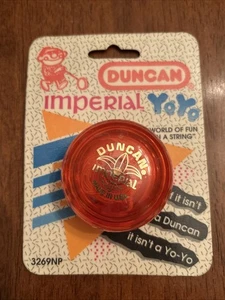 DUNCAN
imperial YoYo
WORLD OF FUN
A STRING"
DUNCAN
IMPERIAL
if it isn't
a Duncan
it isn't a Yo-Yo
3269NP